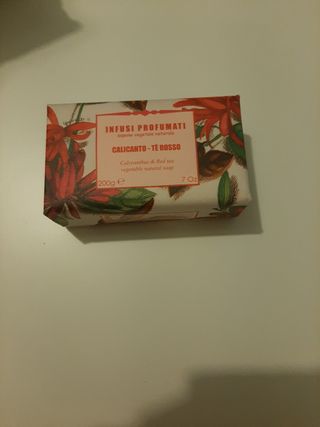 INFUSI PROFUMATI
sapone vegetale naturale
CALICANTO - TÈ ROSSO
Calycanthus & Red tea
vegetable natural soap
200g ℮
7 Oz